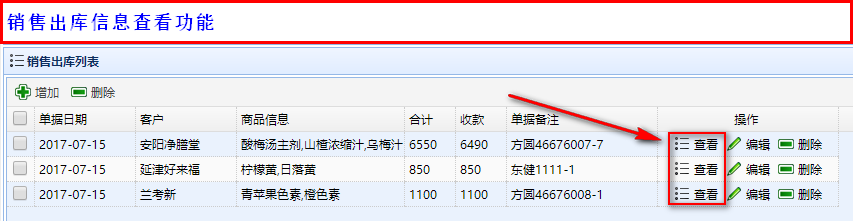 销售出库信息查看功能
销售出库列表
增加 删除
单据日期 客户 商品信息 合计 收款 单据备注 操作
2017-07-15 安阳净膳堂 酸梅汤主剂,山楂浓缩汁,乌梅汁 6550 6490 方圆46676007-7 查看 编辑 删除
2017-07-15 延津好来福 柠檬黄,日落黄 850 850 东健1111-1 查看 编辑 删除
2017-07-15 兰考新 青苹果色素,橙色素 1100 1100 方圆46676008-1 查看 编辑 删除